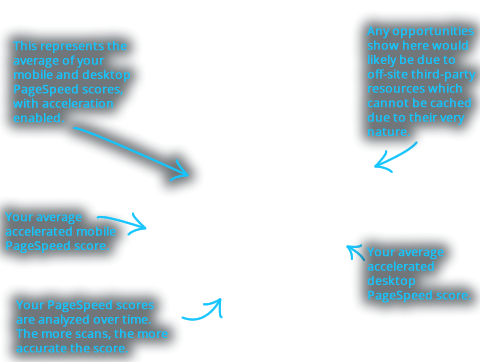 This represents the
average of your
mobile and desktop
PageSpeed scores,
with acceleration
enabled.
Any opportunities
show here would
likely be due to
off-site third-party
resources which
cannot be cached
due to their very
nature.
Your average
accelerated mobile
PageSpeed score.
Your average
accelerated
desktop
PageSpeed score.
Your PageSpeed scores
are analyzed over time.
The more scans, the more
accurate the score.